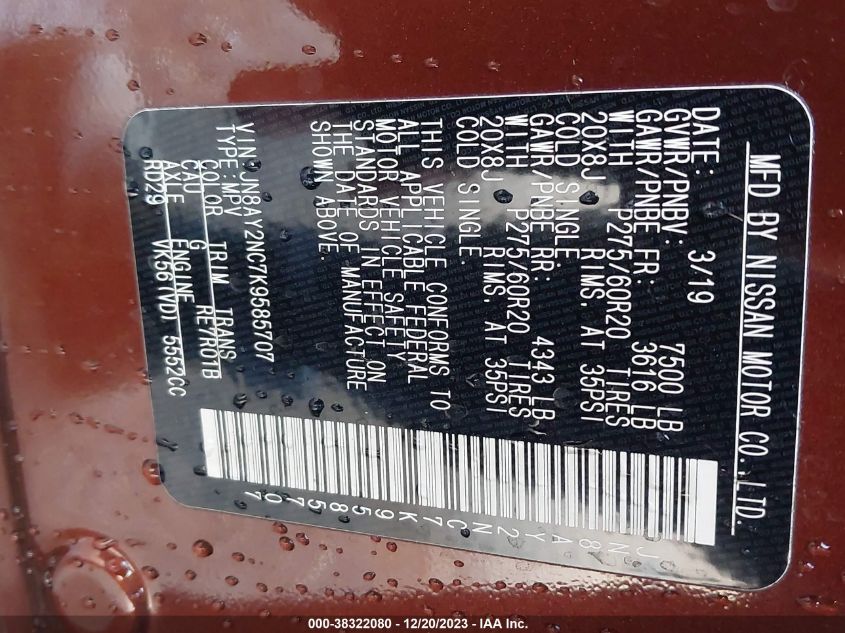 MFD BY NISSAN MOTOR CO.,LTD.
DATE: 3/19
GVWR/PNBV: 7500 LB
GAWR/PNBE FR: 3616 LB
WITH P275/60R20 TIRES
20X8J RIMS. AT 35PSI
COLD SINGLE
GAWR/PNBE RR: 4343 LB
WITH P275/60R20 TIRES
20X8J RIMS. AT 35PSI
COLD SINGLE
THIS VEHICLE CONFORMS TO
ALL APPLICABLE FEDERAL
MOTOR VEHICLE SAFETY
STANDARDS IN EFFECT ON
THE DATE OF MANUFACTURE
SHOWN ABOVE.
VIN:JN8AY2NC7K9585707
TYPE:MPV
COLOR TRIM TRANS
CAU G RE7R01B
AXLE ENGINE
RD29 VK56(VD) 5552CC
JN8AY2NC7K9585707
000-38322080 - 12/20/2023 - IAA Inc.